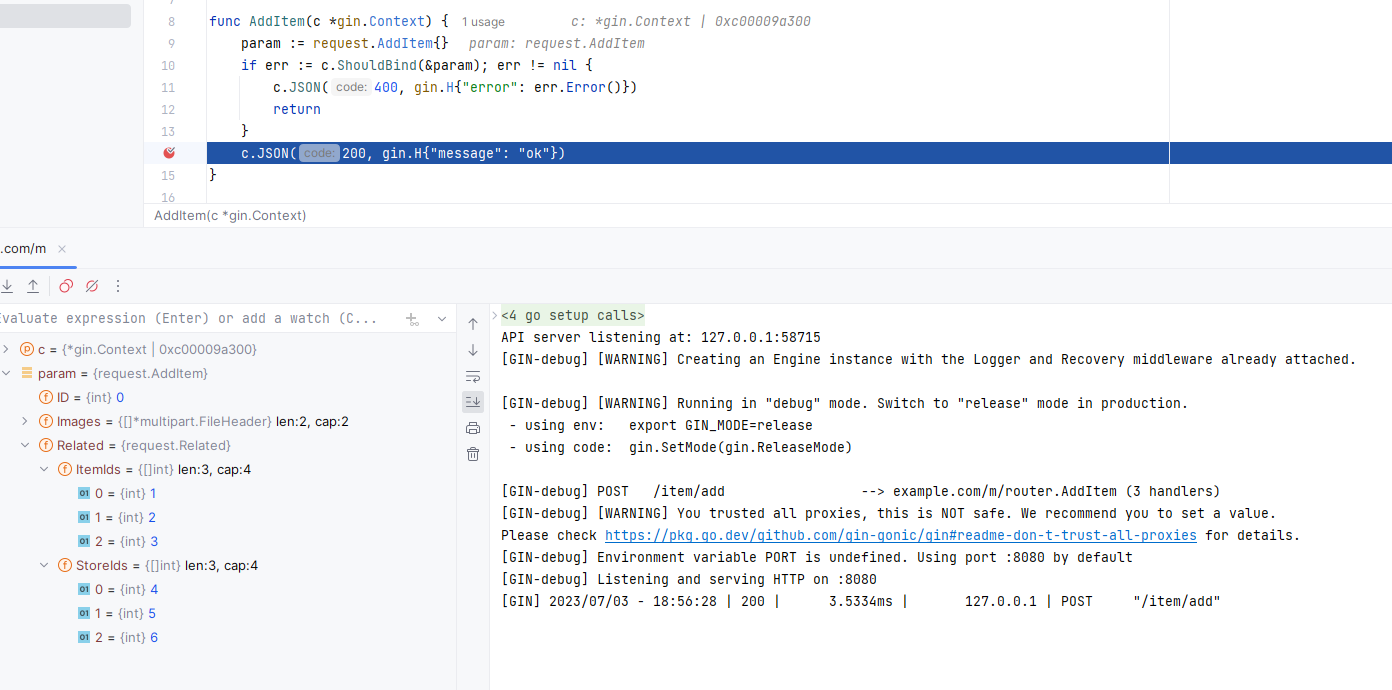 8 func AddItem(c *gin.Context) { 1 usage c: *gin.Context | 0xc00009a300
9 param := request.AddItem{} param: request.AddItem
10 if err := c.ShouldBind(&param); err != nil {
11 c.JSON( code: 400, gin.H{"error": err.Error()})
12 return
13 }
c.JSON( code: 200, gin.H{"message": "ok"})
15 }
16
AddItem(c *gin.Context)
.com/m
Evaluate expression (Enter) or add a watch (C...
c = {*gin.Context | 0xc00009a300}
param = {request.AddItem}
ID = {int} 0
Images = {[]*multipart.FileHeader} len:2, cap:2
Related = {request.Related}
ItemIds = {[]int} len:3, cap:4
0 = {int} 1
1 = {int} 2
2 = {int} 3
StoreIds = {[]int} len:3, cap:4
0 = {int} 4
1 = {int} 5
2 = {int} 6
<4 go setup calls>
API server listening at: 127.0.0.1:58715
[GIN-debug] [WARNING] Creating an Engine instance with the Logger and Recovery middleware already attached.
[GIN-debug] [WARNING] Running in "debug" mode. Switch to "release" mode in production.
- using env: export GIN_MODE=release
- using code: gin.SetMode(gin.ReleaseMode)
[GIN-debug] POST /item/add --> example.com/m/router.AddItem (3 handlers)
[GIN-debug] [WARNING] You trusted all proxies, this is NOT safe. We recommend you to set a value.
Please check https://pkg.go.dev/github.com/gin-gonic/gin#readme-don-t-trust-all-proxies for details.
[GIN-debug] Environment variable PORT is undefined. Using port :8080 by default
[GIN-debug] Listening and serving HTTP on :8080
[GIN] 2023/07/03 - 18:56:28 | 200 | 3.5334ms | 127.0.0.1 | POST "/item/add"